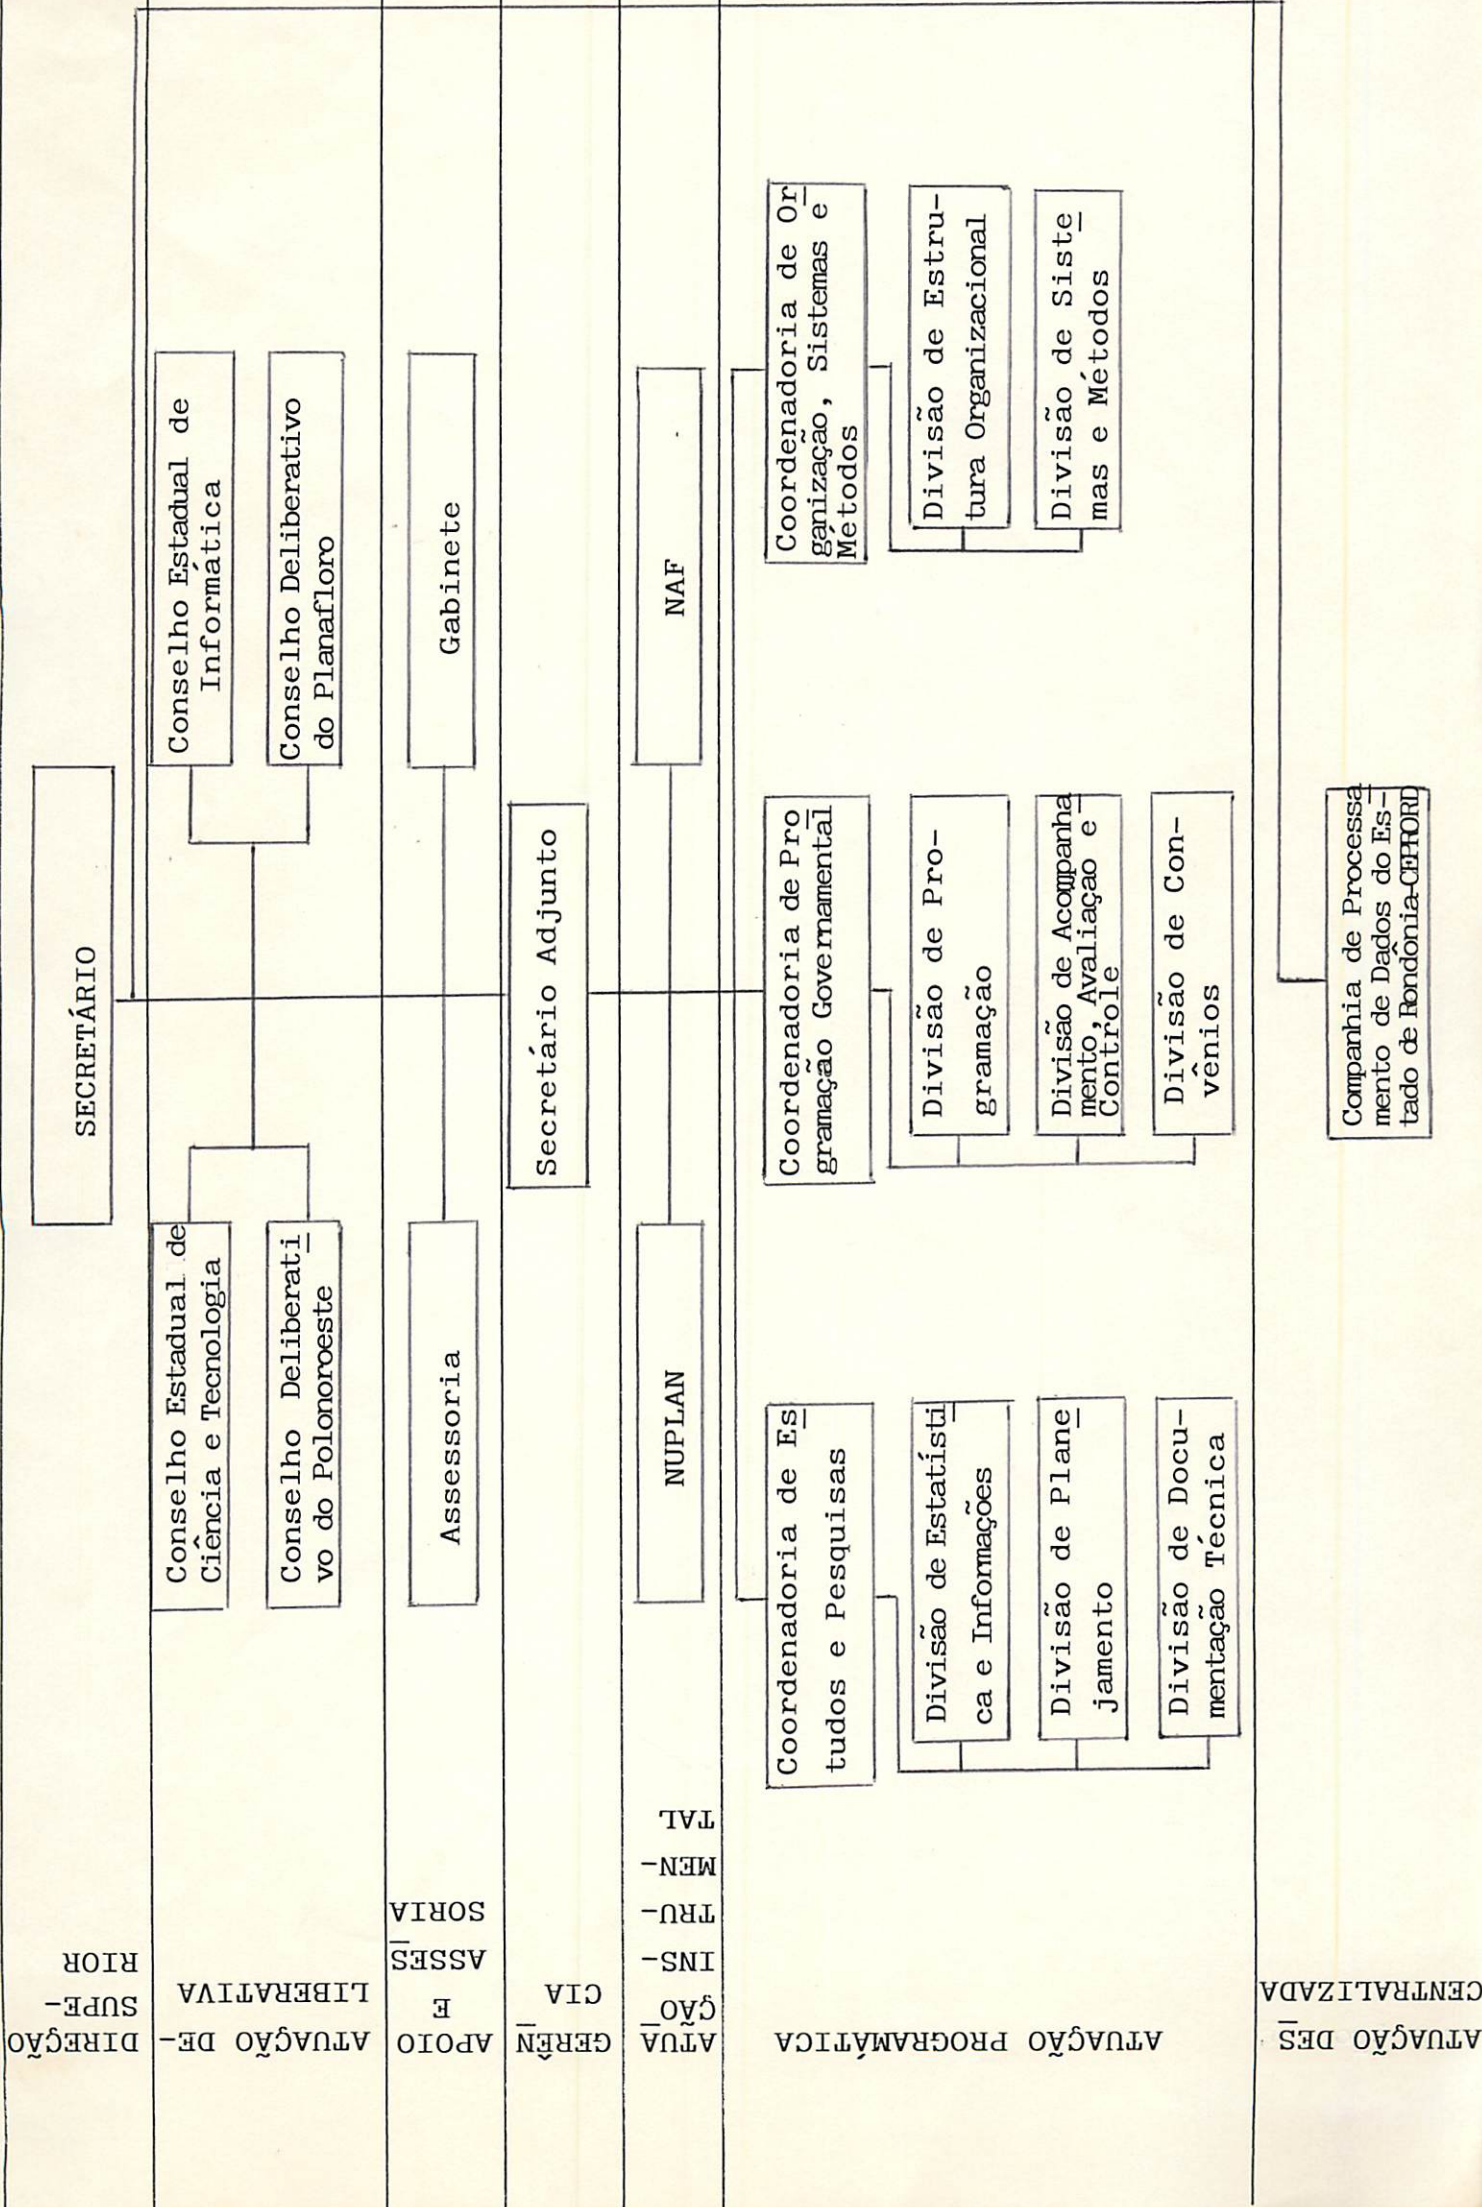 DIREÇÃO
SUPE-
RIOR
SECRETÁRIO
ATUAÇÃO DE-
LIBERATIVA
Conselho Estadual de
Ciência e Tecnologia
Conselho Deliberati
vo do Polonoroeste
Conselho Estadual de
Informática
Conselho Deliberativo
do Planafloro
APOIO
E
ASSES
SORIA
Assessoria
Gabinete
GERÊN
CIA
Secretário Adjunto
ATUA
ÇÃO
INS-
TRU-
MEN-
TAL
NUPLAN
NAF
ATUAÇÃO PROGRAMÁTICA
Coordenadoria de Es
tudos e Pesquisas
Divisão de Estatísti
ca e Informações
Divisão de Plane
jamento
Divisão de Docu-
mentação Técnica
Coordenadoria de Pro
gramação Governamental
Divisão de Pro-
gramação
Divisão de Acompanha
mento, Avaliação e
Controle
Divisão de Con-
vênios
Coordenadoria de Or
ganização, Sistemas e
Métodos
Divisão de Estru-
tura Organizacional
Divisão de Siste
mas e Métodos
ATUAÇÃO DES
CENTRALIZADA
Companhia de Processa
mento de Dados do Es-
tado de Rondônia-CEPRORD